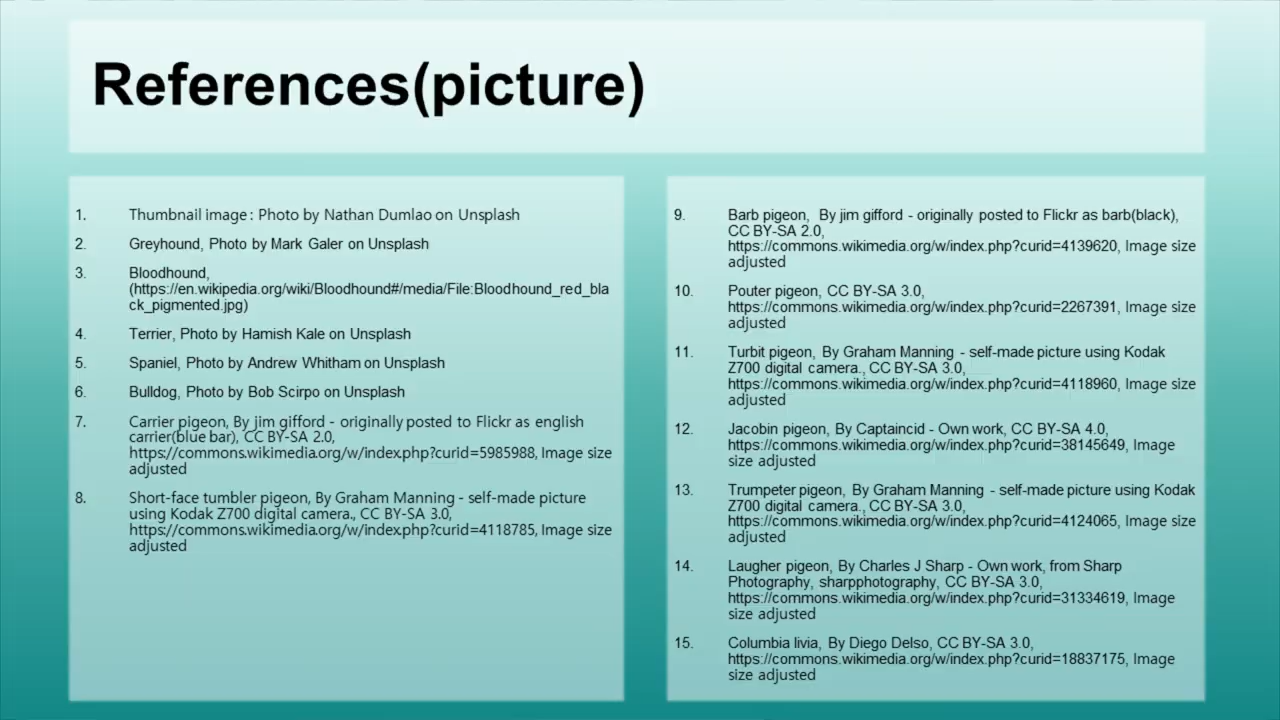 References(picture)
1. Thumbnail image : Photo by Nathan Dumlao on Unsplash
2. Greyhound, Photo by Mark Galer on Unsplash
3. Bloodhound,
(https://en.wikipedia.org/wiki/Bloodhound#/media/File:Bloodhound_red_bla
ck_pigmented.jpg)
4. Terrier, Photo by Hamish Kale on Unsplash
5. Spaniel, Photo by Andrew Whitham on Unsplash
6. Bulldog, Photo by Bob Scirpo on Unsplash
7. Carrier pigeon, By jim gifford - originally posted to Flickr as english
carrier(blue bar), CC BY-SA 2.0,
https://commons.wikimedia.org/w/index.php?curid=5985988, Image size
adjusted
8. Short-face tumbler pigeon, By Graham Manning - self-made picture
using Kodak Z700 digital camera., CC BY-SA 3.0,
https://commons.wikimedia.org/w/index.php?curid=4118785, Image size
adjusted
9. Barb pigeon, By jim gifford - originally posted to Flickr as barb(black),
CC BY-SA 2.0,
https://commons.wikimedia.org/w/index.php?curid=4139620, Image size
adjusted
10. Pouter pigeon, CC BY-SA 3.0,
https://commons.wikimedia.org/w/index.php?curid=2267391, Image size
adjusted
11. Turbit pigeon, By Graham Manning - self-made picture using Kodak
Z700 digital camera., CC BY-SA 3.0,
https://commons.wikimedia.org/w/index.php?curid=4118960, Image size
adjusted
12. Jacobin pigeon, By Captaincid - Own work, CC BY-SA 4.0,
https://commons.wikimedia.org/w/index.php?curid=38145649, Image
size adjusted
13. Trumpeter pigeon, By Graham Manning - self-made picture using Kodak
Z700 digital camera., CC BY-SA 3.0,
https://commons.wikimedia.org/w/index.php?curid=4124065, Image size
adjusted
14. Laugher pigeon, By Charles J Sharp - Own work, from Sharp
Photography, sharpphotography, CC BY-SA 3.0,
https://commons.wikimedia.org/w/index.php?curid=31334619, Image
size adjusted
15. Columbia livia, By Diego Delso, CC BY-SA 3.0,
https://commons.wikimedia.org/w/index.php?curid=18837175, Image
size adjusted